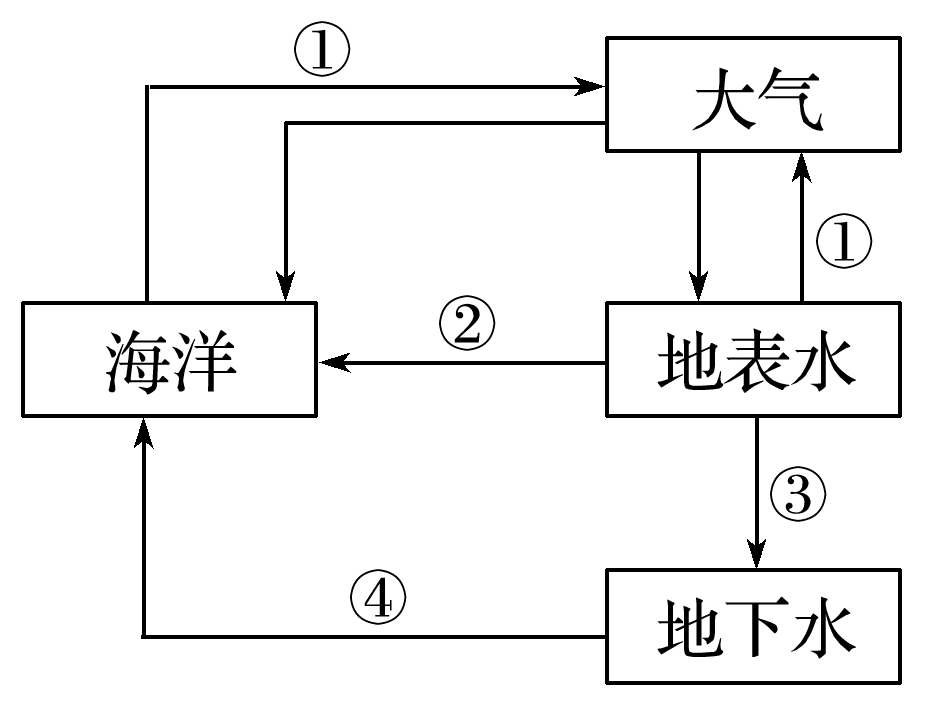 ①
大气
①
海洋
②
地表水
③
④
地下水